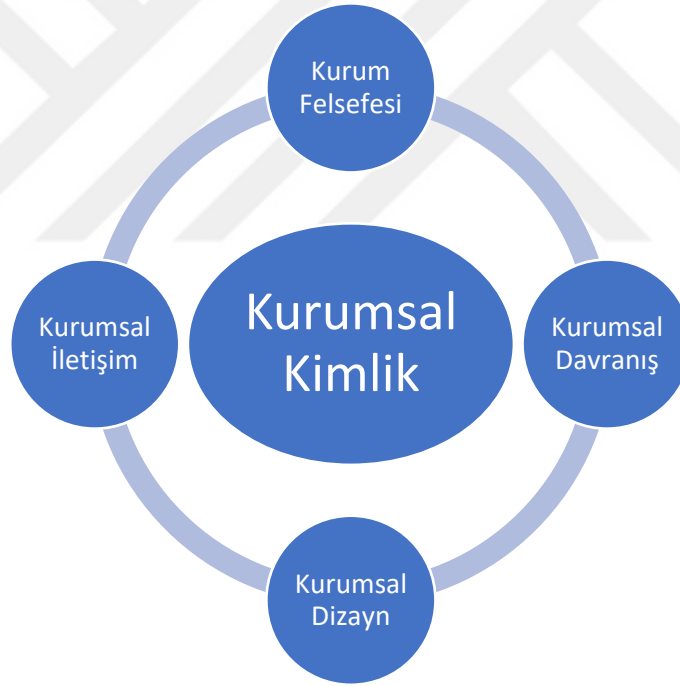 Kurum
Felsefesi
Kurumsal
İletişim
Kurumsal
Kimlik
Kurumsal
Davranış
Kurumsal
Dizayn